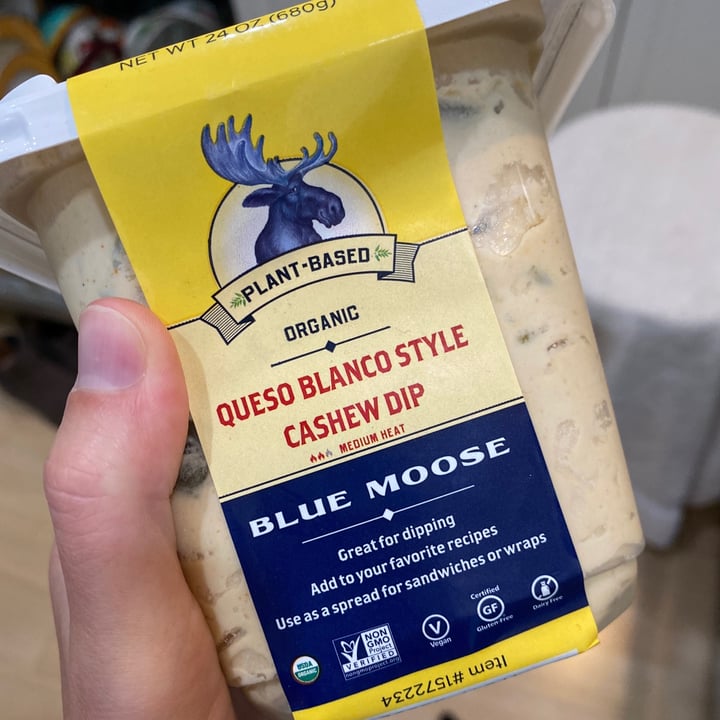 NET WT 24 OZ (680g)
PLANT-BASED
ORGANIC
QUESO BLANCO STYLE
CASHEW DIP
MEDIUM HEAT
BLUE MOOSE
Great for dipping
Add to your favorite recipes
Use as a spread for sandwiches or wraps
USDA
ORGANIC
NON
GMO
Project
VERIFIED
nongmoproject.org
V
Vegan
Certified
GF
Gluten-Free
Dairy Free
Item #1572234